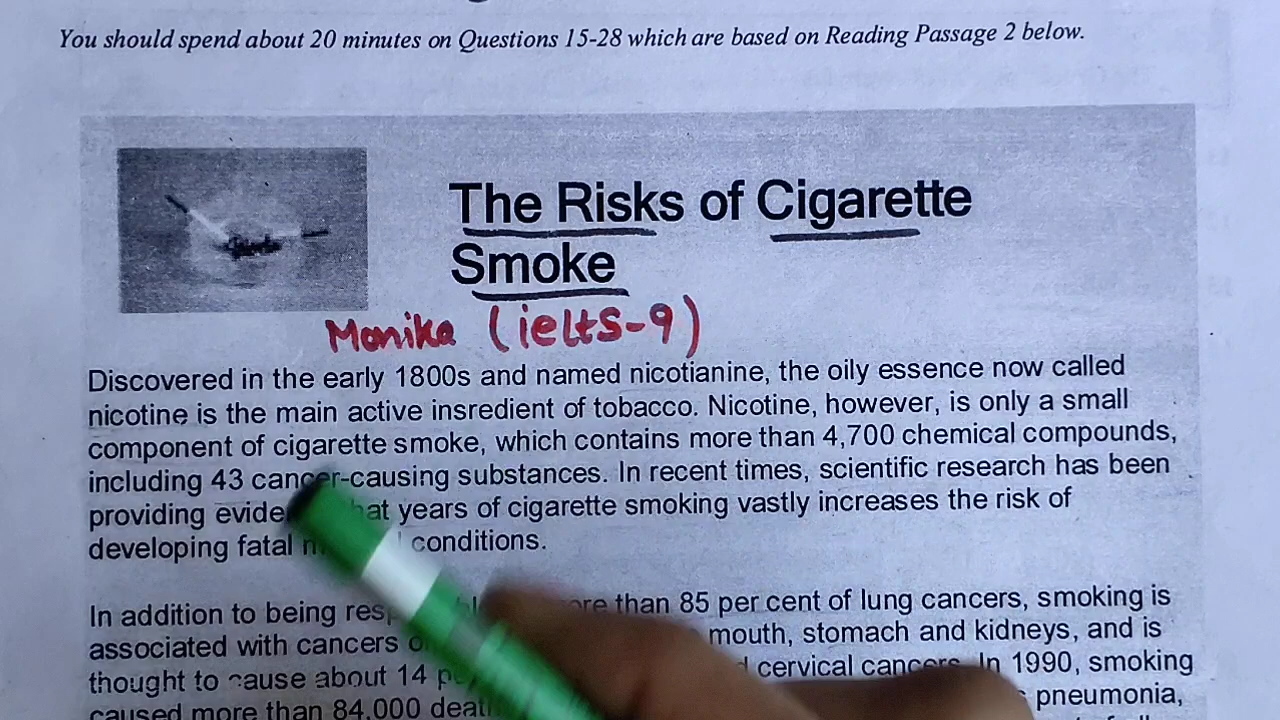 You should spend about 20 minutes on Questions 15-28 which are based on Reading Passage 2 below.
The Risks of Cigarette
Smoke
Monika (ielts-9)
Discovered in the early 1800s and named nicotianine, the oily essence now called
nicotine is the main active insredient of tobacco. Nicotine, however, is only a small
component of cigarette smoke, which contains more than 4,700 chemical compounds,
including 43 cancer-causing substances. In recent times, scientific research has been
providing years of cigarette smoking vastly increases the risk of
developing fatal conditions.
In addition to being than 85 per cent of lung cancers, smoking is
associated with cancers mouth, stomach and kidneys, and is
thought to cause about 14 cervical cancers. In 1990, smoking
caused more than 84,000 pneumonia,